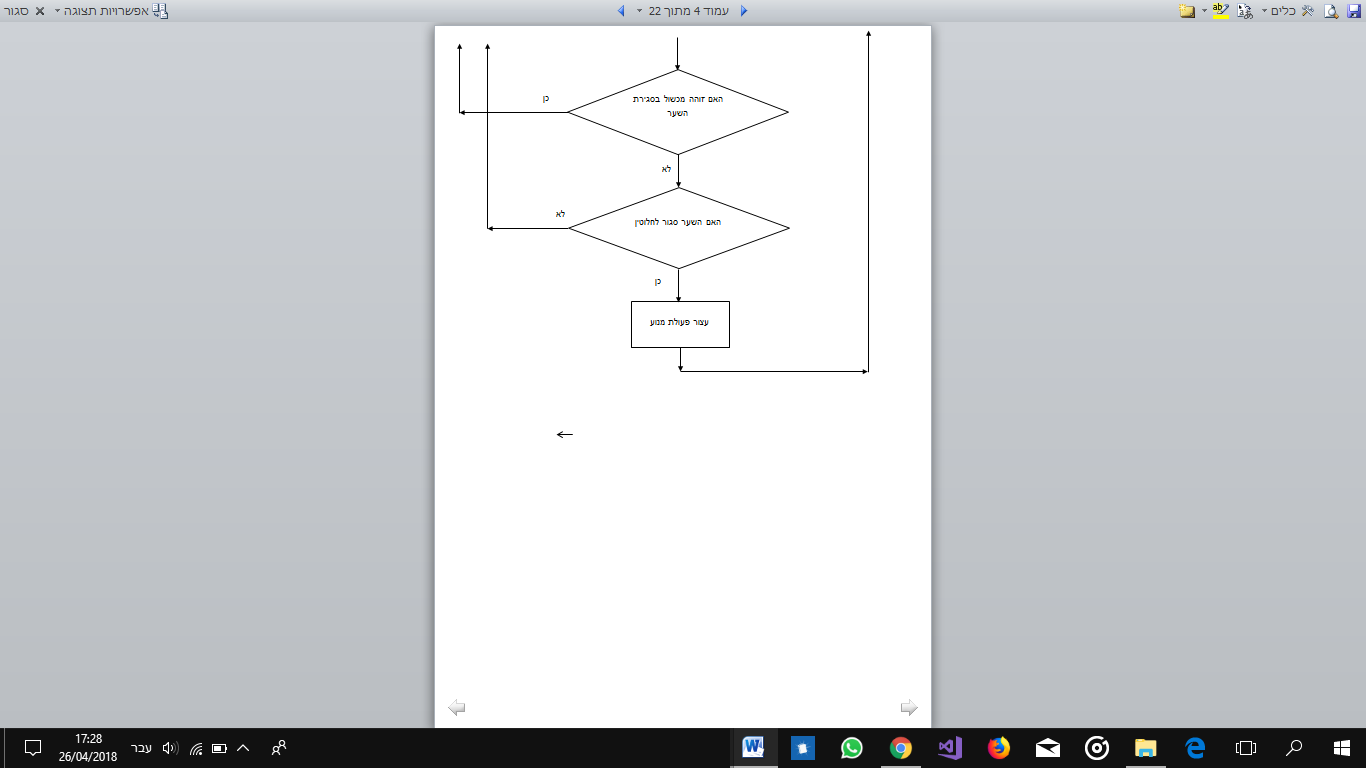 כלים
עמוד 4 מתוך 22
אפשרויות תצוגה
סגור
האם זוהה מכשול בסגירת
השער
כן
לא
האם השער סגור לחלוטין
לא
כן
עצור פעולת מנוע
17:28
26/04/2018
עבר